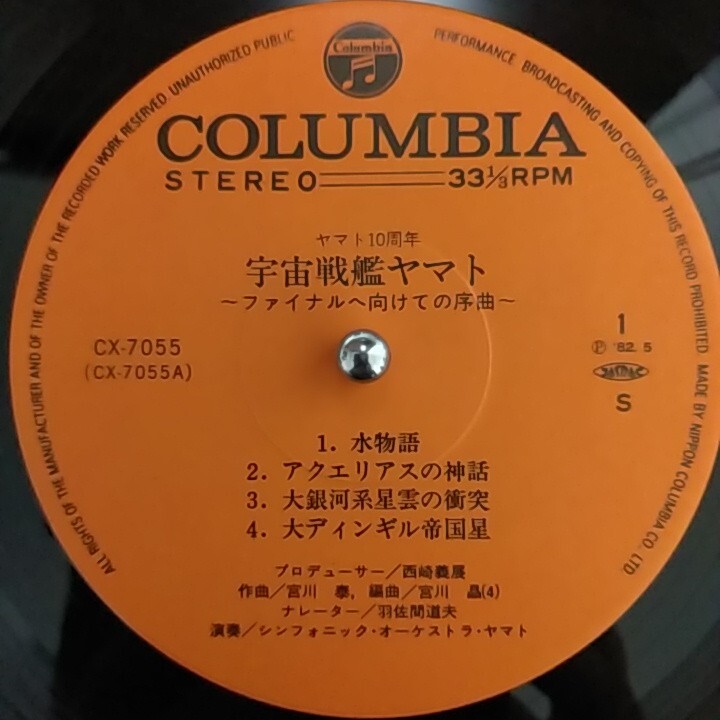 ALL RIGHTS OF THE MANUFACTURER AND OF THE OWNER OF THE RECORDED WORK RESERVED. UNAUTHORIZED PUBLIC PERFORMANCE BROADCASTING AND COPYING OF THIS RECORD PROHIBITED MADE BY NIPPON COLUMBIA CO., LTD
Columbia
COLUMBIA
STEREO 33⅓RPM
ヤマト10周年
宇宙戦艦ヤマト
~ファイナルへ向けての序曲~
CX-7055
(CX-7055A)
1
Ⓟ '82.5
JASRAC
S
1. 水物語
2. アクエリアスの神話
3. 大銀河系星雲の衝突
4. 大ディンギル帝国星
プロデューサー/西崎義展
作曲/宮川 泰, 編曲/宮川 晶(4)
ナレーター/羽佐間道夫
演奏/シンフォニック・オーケストラ・ヤマト